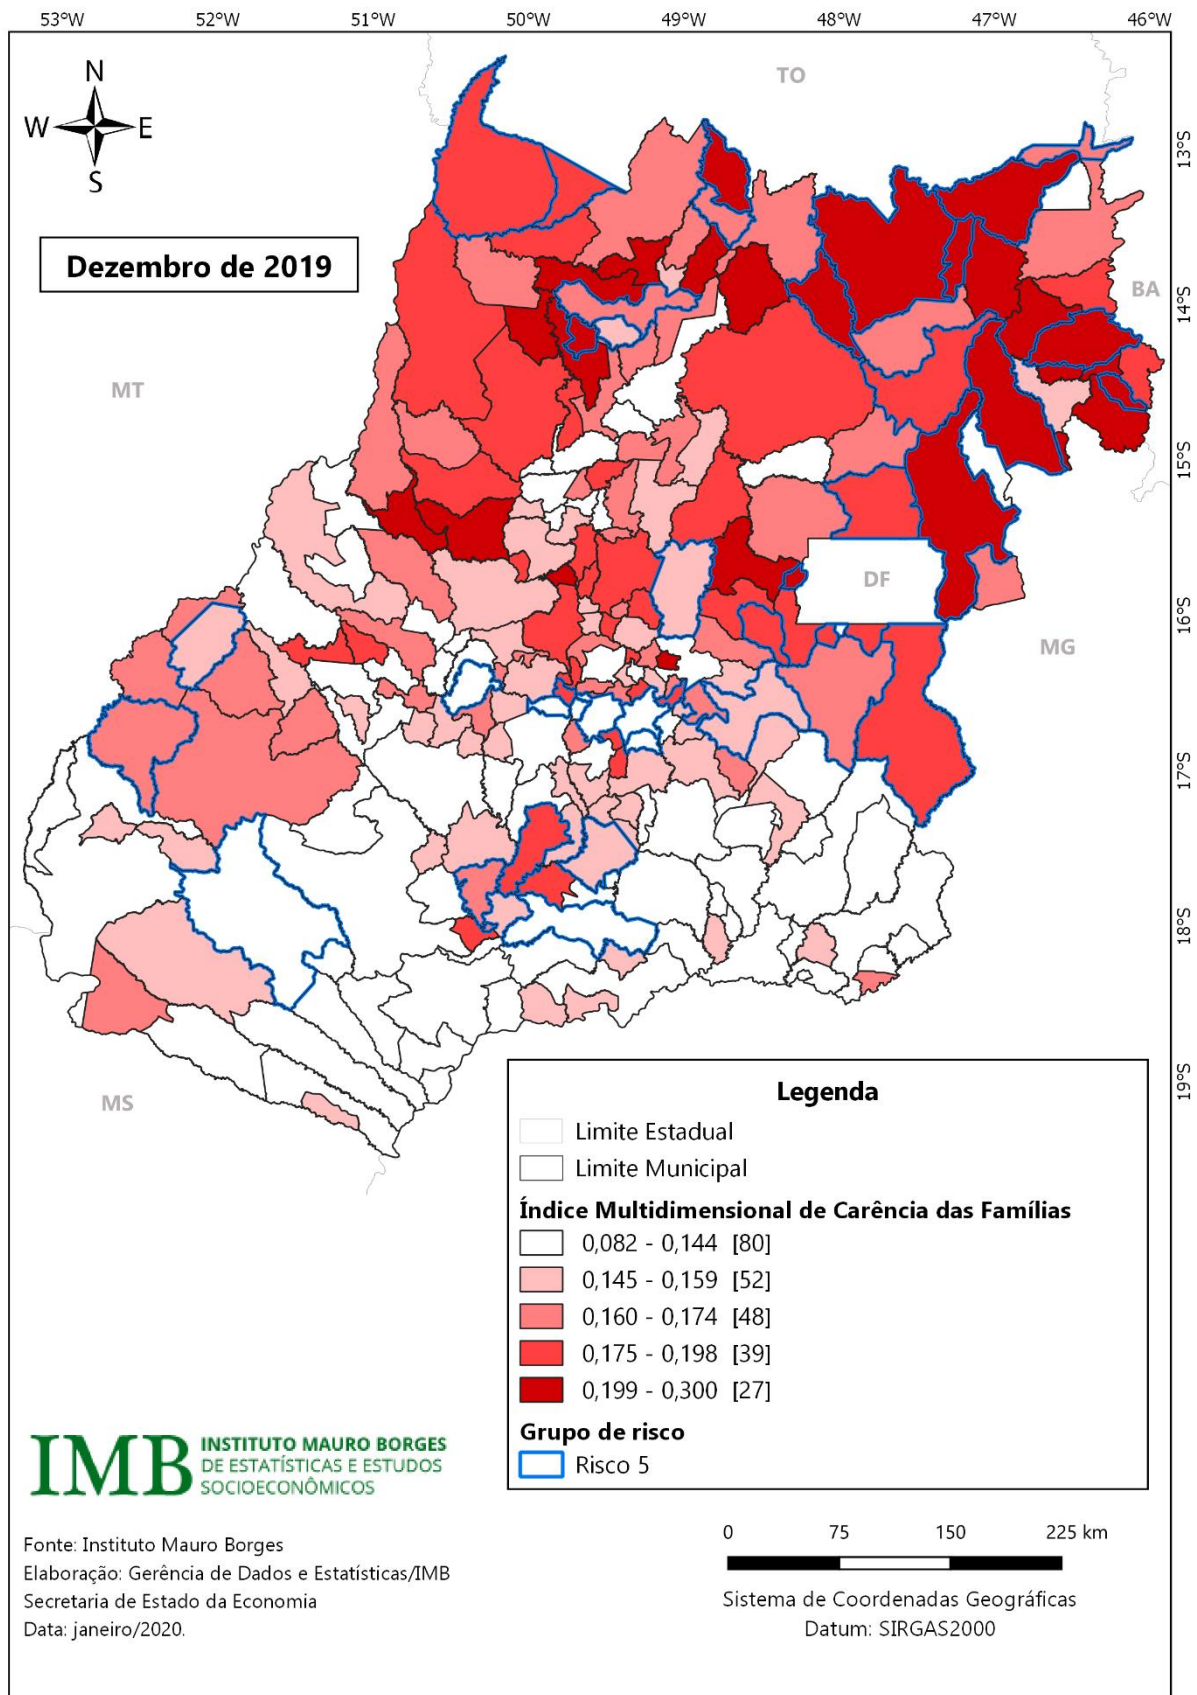 53°W 52°W 51°W 50°W 49°W 48°W 47°W 46°W
N
W E
S
TO
13°S
Dezembro de 2019
BA
14°S
MT
15°S
DF
16°S
MG
17°S
18°S
MS
19°S
Legenda
Limite Estadual
Limite Municipal
Índice Multidimensional de Carência das Famílias
0,082 - 0,144 [80]
0,145 - 0,159 [52]
0,160 - 0,174 [48]
0,175 - 0,198 [39]
0,199 - 0,300 [27]
Grupo de risco
Risco 5
IMB
INSTITUTO MAURO BORGES
DE ESTATÍSTICAS E ESTUDOS
SOCIOECONÔMICOS
Fonte: Instituto Mauro Borges
Elaboração: Gerência de Dados e Estatísticas/IMB
Secretaria de Estado da Economia
Data: janeiro/2020.
0 75 150 225 km
Sistema de Coordenadas Geográficas
Datum: SIRGAS2000